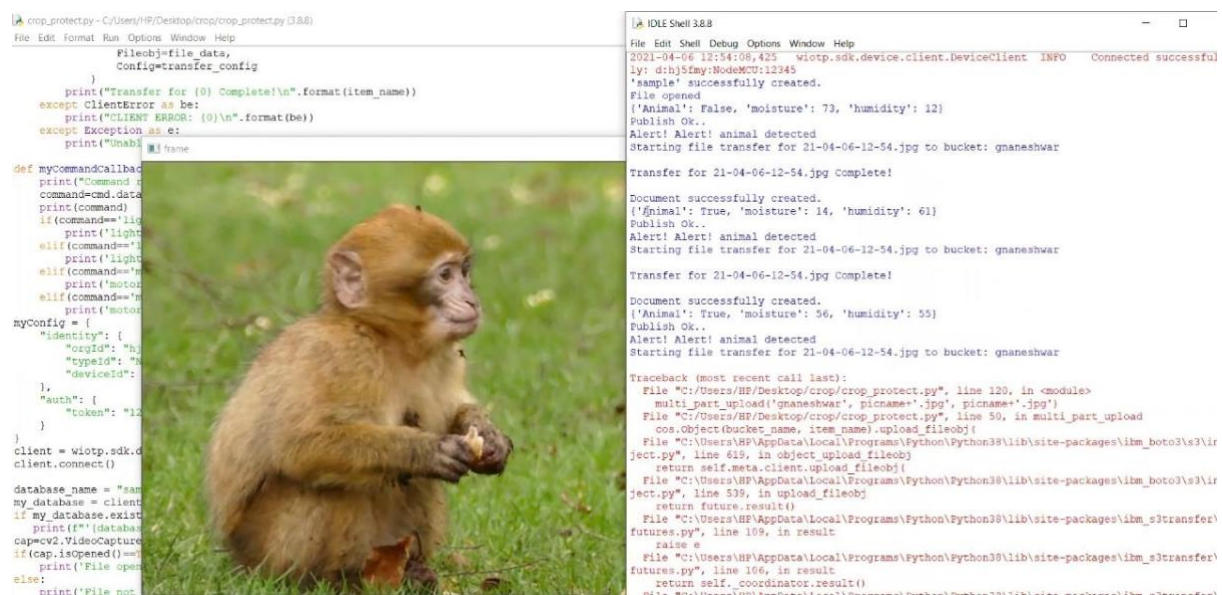 crop_protect.py - C:/Users/HP/Desktop/crop/crop_protect.py (3.8.8)
File Edit Format Run Options Window Help
Fileobj=file_data,
Config=transfer_config
)
print("Transfer for {0} Complete!\n".format(item_name))
except ClientError as be:
print("CLIENT ERROR: {0}\n".format(be))
except Exception as e:
print("Unabl
def myCommandCallbac
print("Command r
command=cmd.data
print(command)
if(command=='lig
print('light
elif(command=='l
print('light
elif(command=='m
print('motor
elif(command=='m
print('motor
myConfig = {
"identity": {
"orgId": "hj
"typeId": "N
"deviceId":
},
"auth": {
"token": "12
}
}
client = wiotp.sdk.d
client.connect()
database_name = "sam
my_database = client
if my_database.exist
print(f"'{databas
cap=cv2.VideoCapture
if(cap.isOpened()==T
print('File open
else:
print('File not
frame
IDLE Shell 3.8.8
File Edit Shell Debug Options Window Help
2021-04-06 12:54:08,425 wiotp.sdk.device.client.DeviceClient INFO Connected successful
ly: d:hj5fmy:NodeMCU:12345
'sample' successfully created.
File opened
{'Animal': False, 'moisture': 73, 'humidity': 12}
Publish Ok..
Alert! Alert! animal detected
Starting file transfer for 21-04-06-12-54.jpg to bucket: gnaneshwar
Transfer for 21-04-06-12-54.jpg Complete!
Document successfully created.
{'Animal': True, 'moisture': 14, 'humidity': 61}
Publish Ok..
Alert! Alert! animal detected
Starting file transfer for 21-04-06-12-54.jpg to bucket: gnaneshwar
Transfer for 21-04-06-12-54.jpg Complete!
Document successfully created.
{'Animal': True, 'moisture': 56, 'humidity': 55}
Publish Ok..
Alert! Alert! animal detected
Starting file transfer for 21-04-06-12-54.jpg to bucket: gnaneshwar
Traceback (most recent call last):
File "C:/Users/HP/Desktop/crop/crop_protect.py", line 120, in <module>
multi_part_upload('gnaneshwar', picname+'.jpg', picname+'.jpg')
File "C:/Users/HP/Desktop/crop/crop_protect.py", line 50, in multi_part_upload
cos.Object(bucket_name, item_name).upload_fileobj(
File "C:\Users\HP\AppData\Local\Programs\Python\Python38\lib\site-packages\ibm_boto3\s3\in
ject.py", line 619, in object_upload_fileobj
return self.meta.client.upload_fileobj(
File "C:\Users\HP\AppData\Local\Programs\Python\Python38\lib\site-packages\ibm_boto3\s3\in
ject.py", line 539, in upload_fileobj
return future.result()
File "C:\Users\HP\AppData\Local\Programs\Python\Python38\lib\site-packages\ibm_s3transfer\
futures.py", line 109, in result
raise e
File "C:\Users\HP\AppData\Local\Programs\Python\Python38\lib\site-packages\ibm_s3transfer\
futures.py", line 106, in result
return self._coordinator.result()